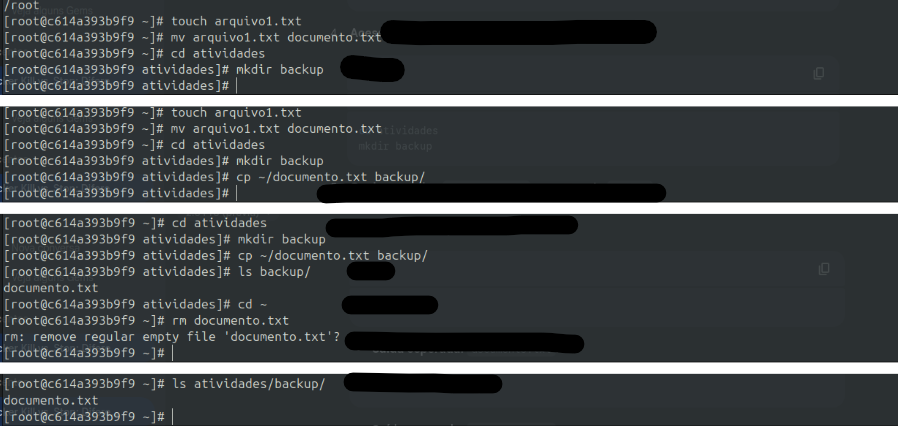 /root
[root@c614a393b9f9 ~]# touch arquivo1.txt
[root@c614a393b9f9 ~]# mv arquivo1.txt documento.txt
[root@c614a393b9f9 ~]# cd atividades
[root@c614a393b9f9 atividades]# mkdir backup
[root@c614a393b9f9 atividades]#
[root@c614a393b9f9 ~]# touch arquivo1.txt
[root@c614a393b9f9 ~]# mv arquivo1.txt documento.txt
[root@c614a393b9f9 ~]# cd atividades
[root@c614a393b9f9 atividades]# mkdir backup
[root@c614a393b9f9 atividades]# cp ~/documento.txt backup/
[root@c614a393b9f9 atividades]#
mkdir backup
[root@c614a393b9f9 ~]# cd atividades
[root@c614a393b9f9 atividades]# mkdir backup
[root@c614a393b9f9 atividades]# cp ~/documento.txt backup/
[root@c614a393b9f9 atividades]# ls backup/
documento.txt
[root@c614a393b9f9 atividades]# cd ~
[root@c614a393b9f9 ~]# rm documento.txt
rm: remove regular empty file 'documento.txt'?
[root@c614a393b9f9 ~]#
[root@c614a393b9f9 ~]# ls atividades/backup/
documento.txt
[root@c614a393b9f9 ~]#